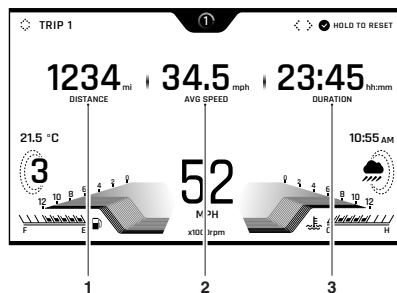 TRIP 1
1
HOLD TO RESET
1234 mi
34.5 mph
23:45 hh:mm
DISTANCE
AVG SPEED
DURATION
21.5 °C
10:55 AM
3
52
MPH
x1000rpm
12 10 8 6 4 2 0
0 2 4 6 8 10 12
F E
C H
1 2 3